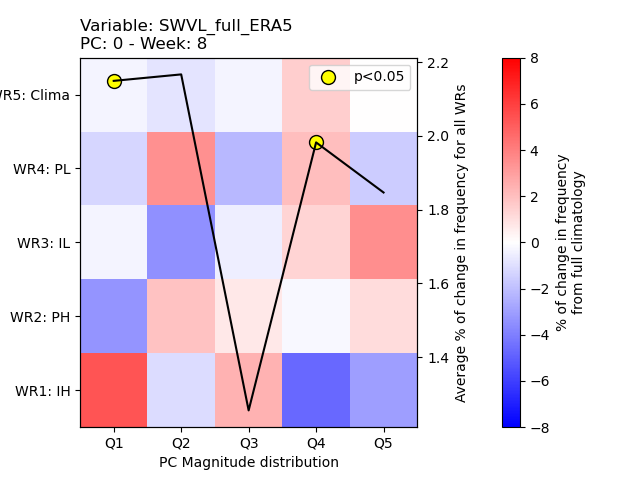 Variable: SWVL_full_ERA5
PC: 0 - Week: 8
p<0.05
WR5: Clima
WR4: PL
WR3: IL
WR2: PH
WR1: IH
Q1 Q2 Q3 Q4 Q5
PC Magnitude distribution
2.2
2.0
1.8
1.6
1.4
Average % of change in frequency for all WRs
8
6
4
2
0
−2
−4
−6
−8
% of change in frequency
from full climatology